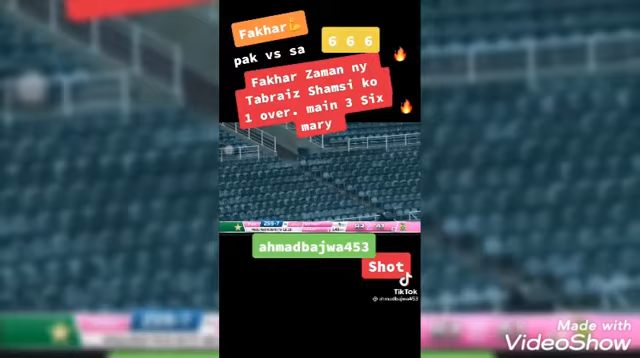 Fakhar💪
6 6 6
pak vs sa
Fakhar Zaman ny
Tabraiz Shamsi ko
1 over. main 3 Six
mary
ahmadbajwa453
Shot
TikTok
@ahmadbajwa453
Made with
VideoShow